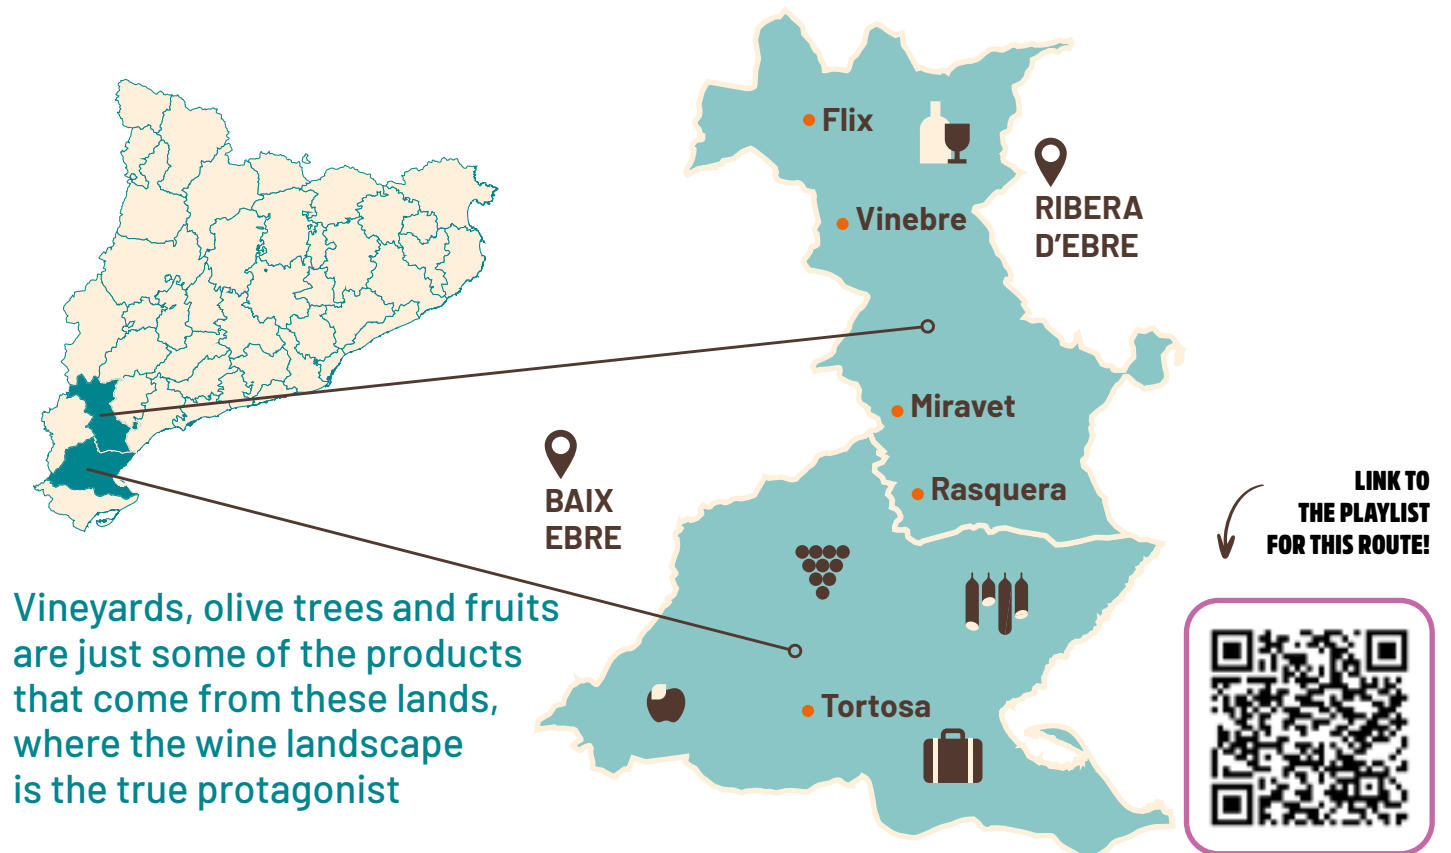 Flix
Vinebre
RIBERA
D’EBRE
Miravet
Rasquera
BAIX
EBRE
Tortosa
LINK TO
THE PLAYLIST
FOR THIS ROUTE!
Vineyards, olive trees and fruits
are just some of the products
that come from these lands,
where the wine landscape
is the true protagonist